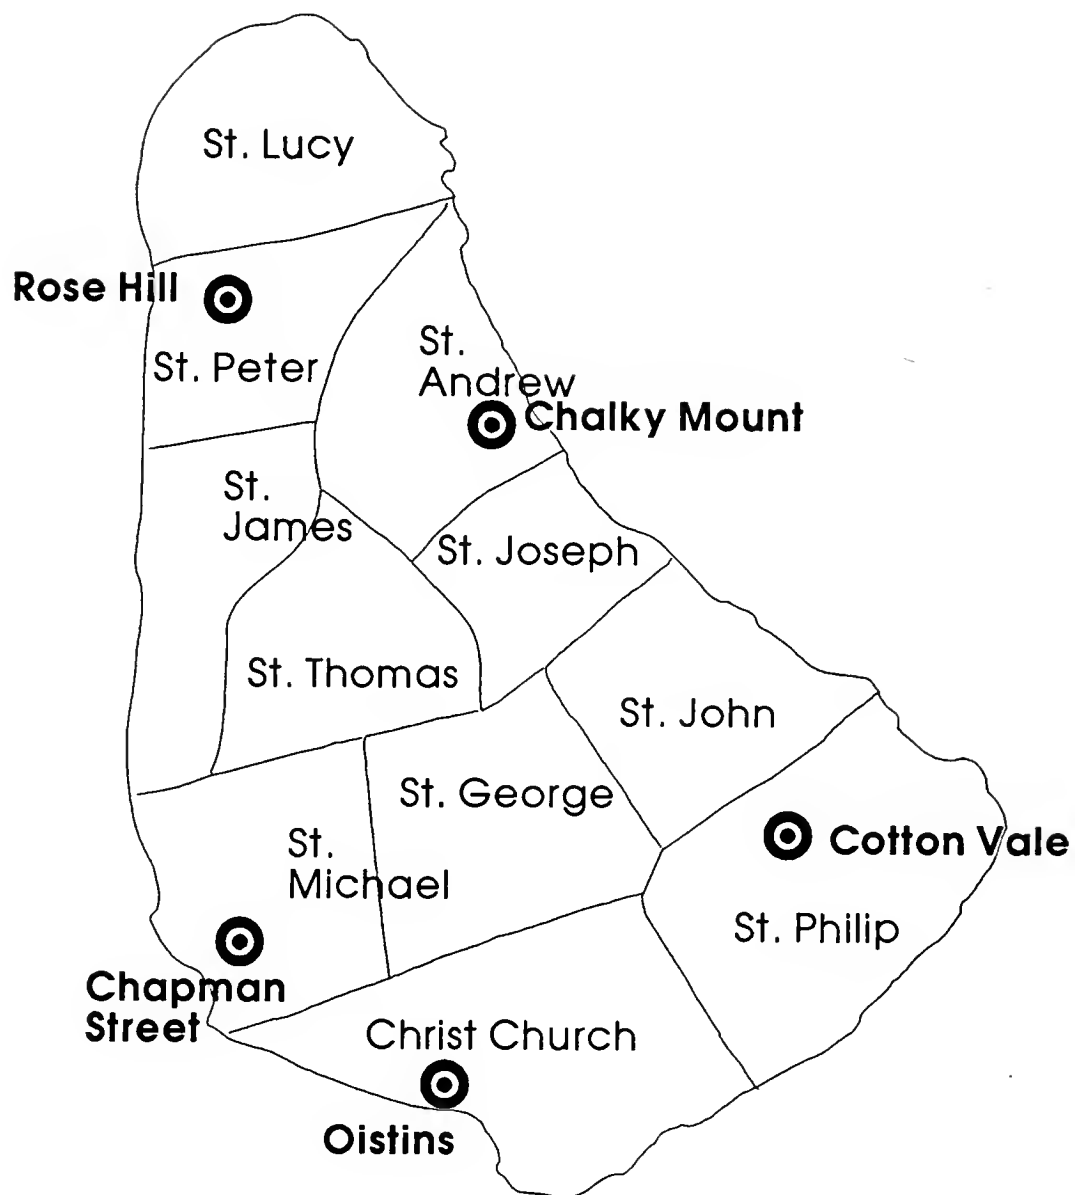 St. Lucy
Rose Hill
St. Peter
St.
Andrew
Chalky Mount
St.
James
St. Joseph
St. Thomas
St. John
St. George
Cotton Vale
St.
Michael
St. Philip
Chapman
Street
Christ Church
Oistins